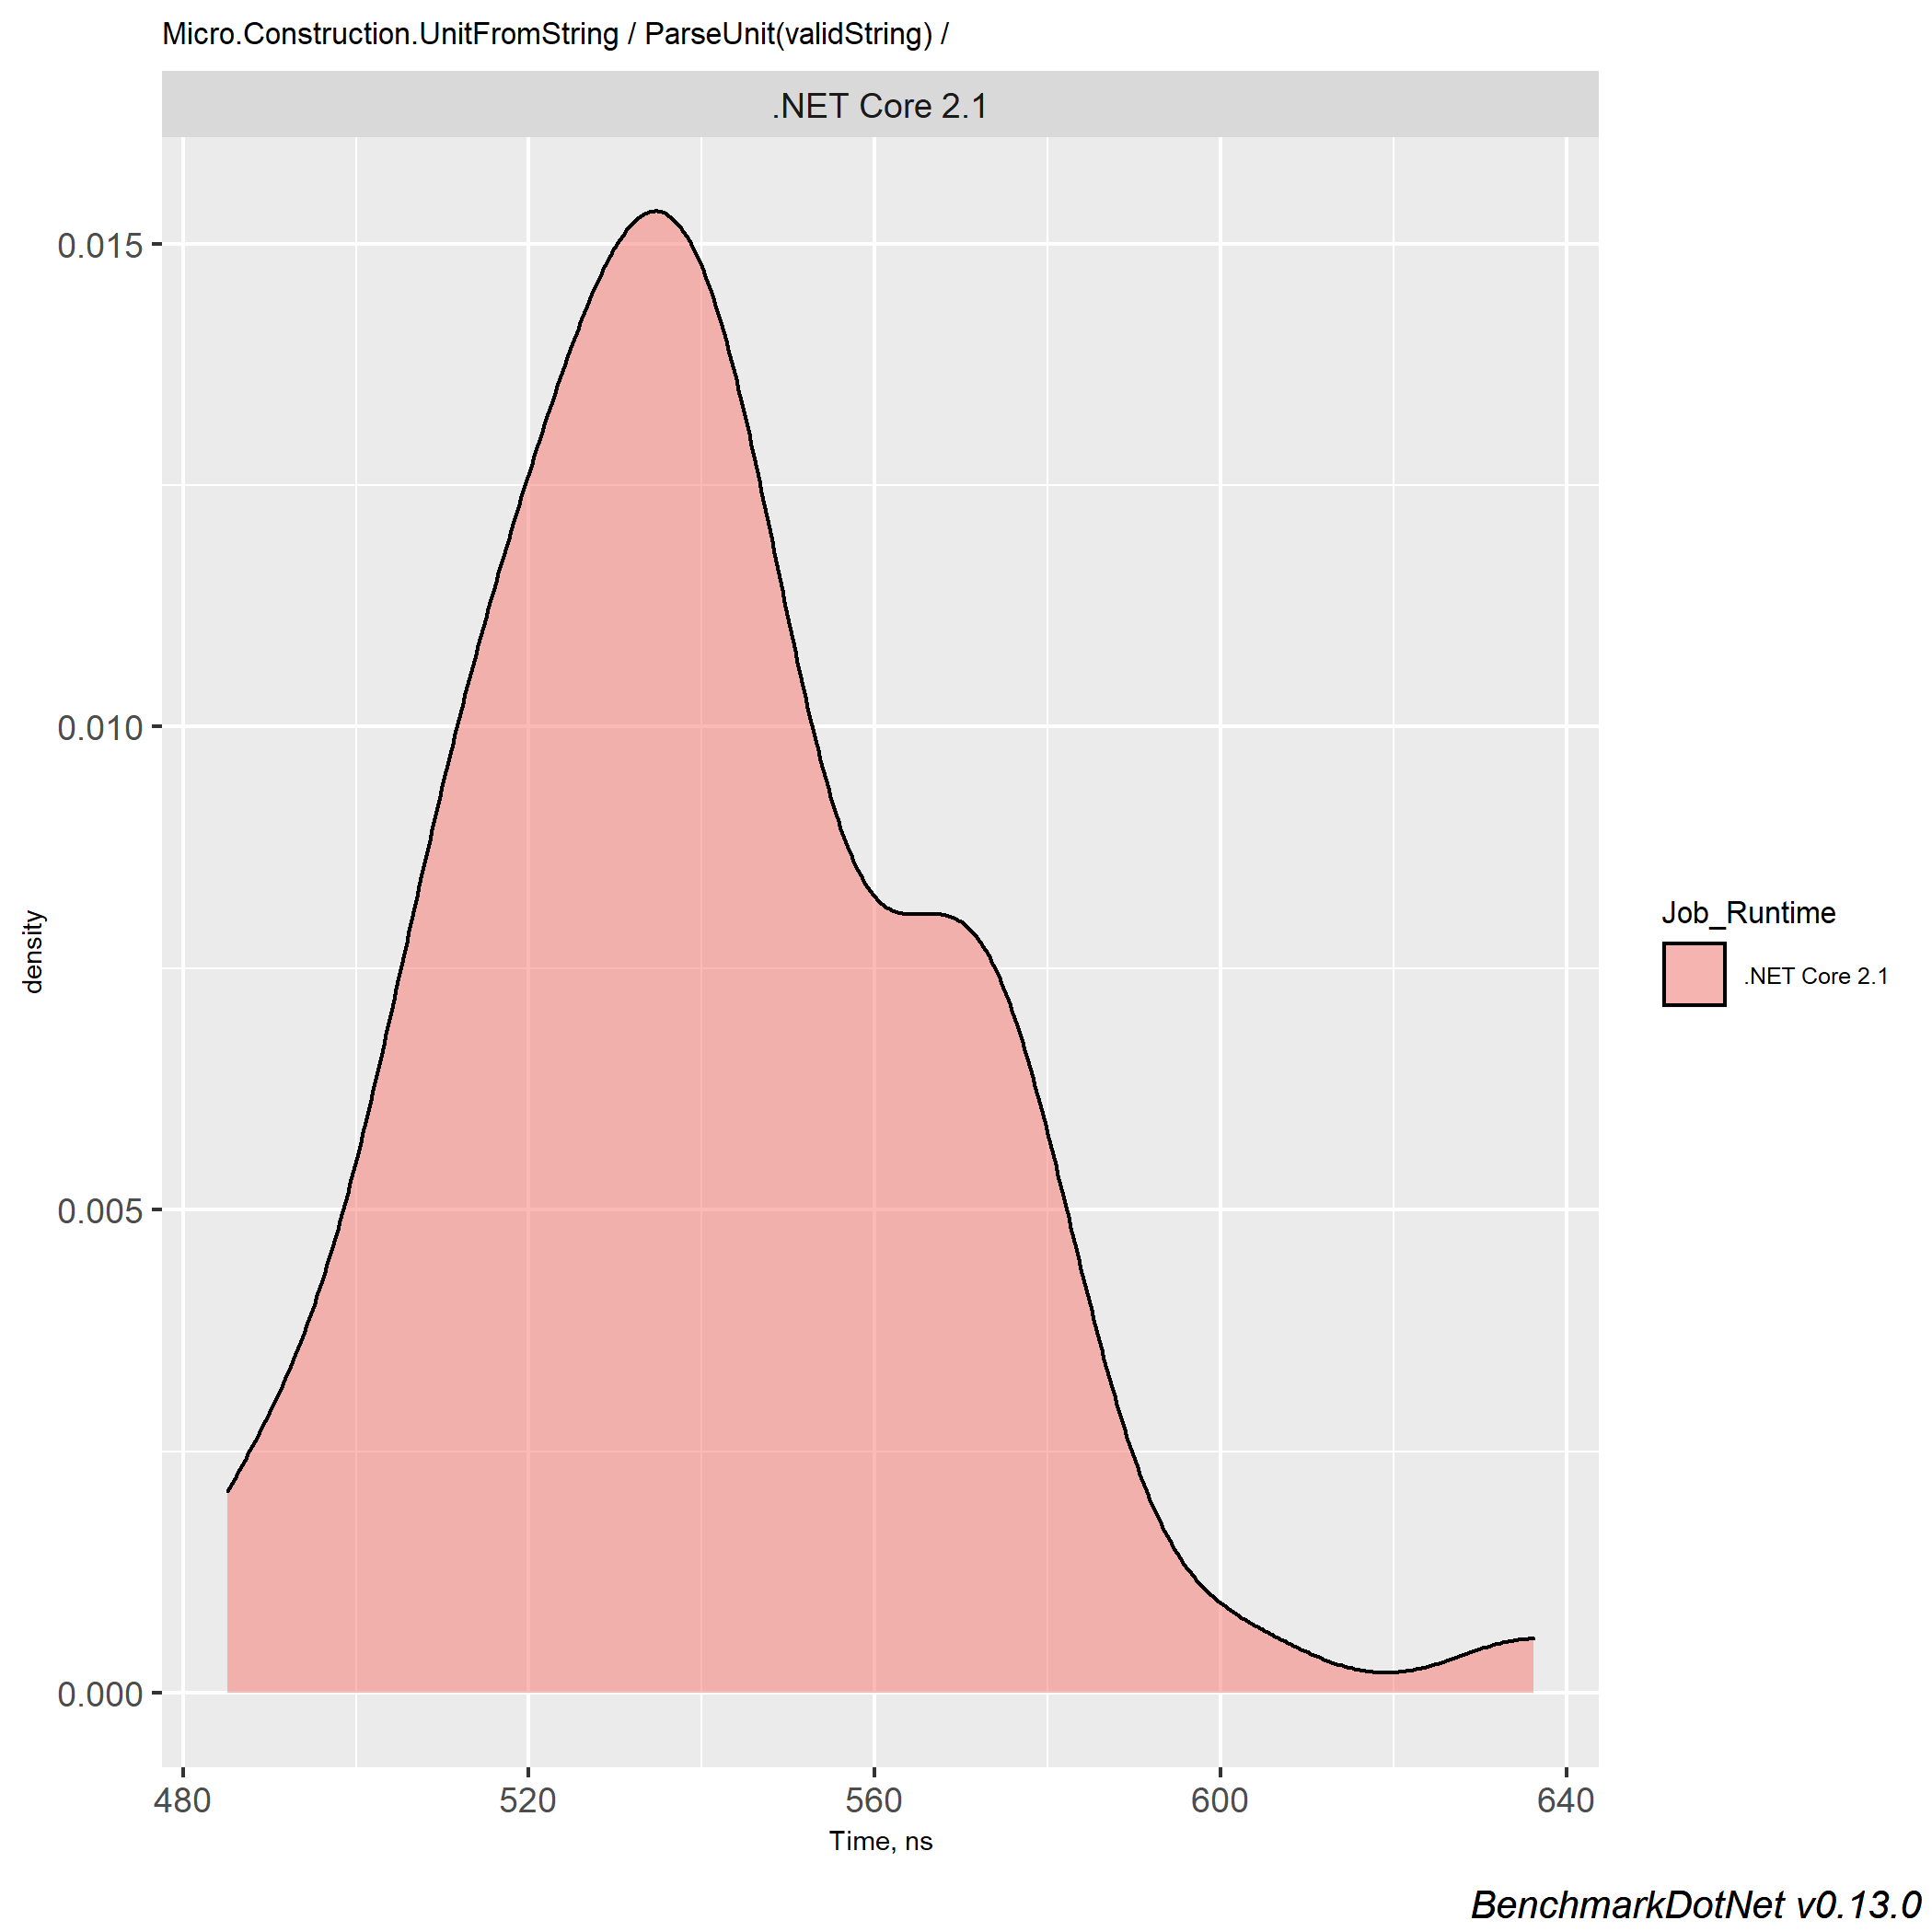 Micro.Construction.UnitFromString / ParseUnit(validString) /
.NET Core 2.1
0.015
0.010
0.005
0.000
density
480 520 560 600 640
Time, ns
Job_Runtime
.NET Core 2.1
BenchmarkDotNet v0.13.0